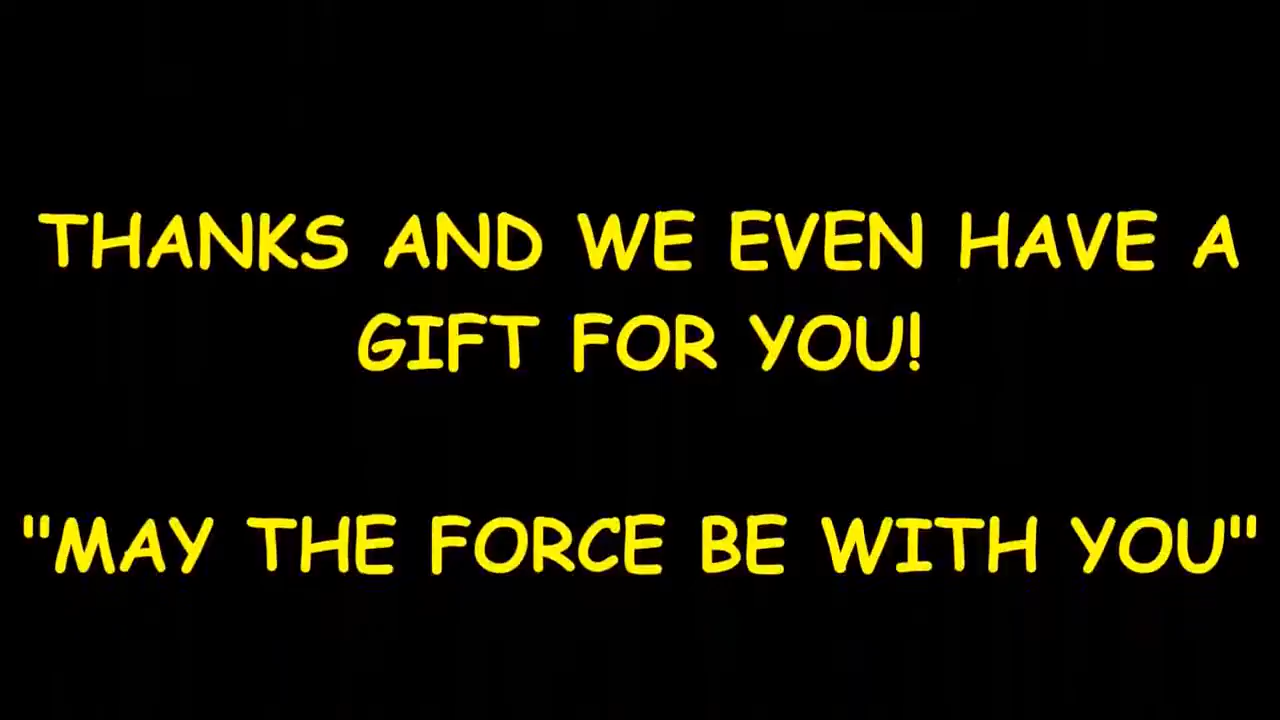 THANKS AND WE EVEN HAVE A
GIFT FOR YOU!
"MAY THE FORCE BE WITH YOU"